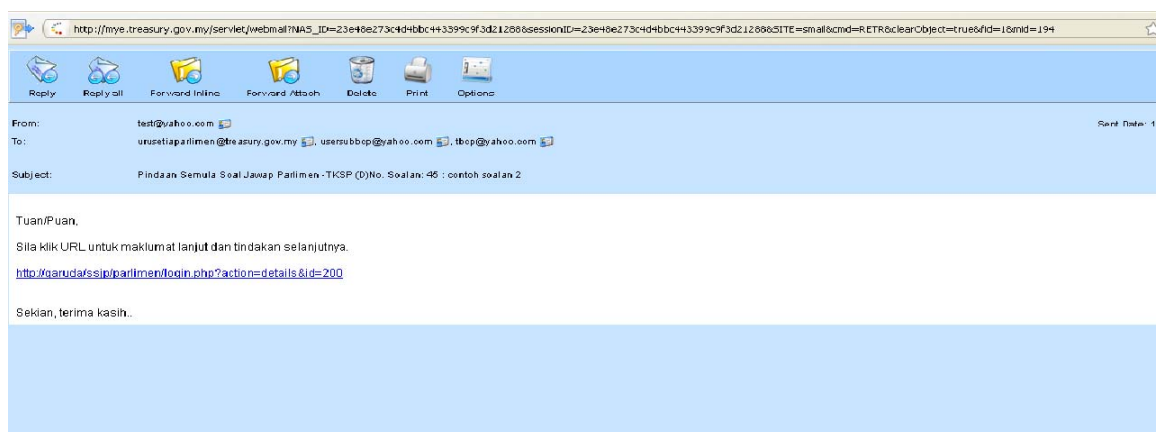 http://mye.treasury.gov.my/servlet/webmail?NAS_ID=23e48e273c4d4bbc443399c9f3d21288&sessionID=23e48e273c4d4bbc443399c9f3d21288&SITE=smail&cmd=RETR&clearObject=true&fid=1&mid=194
Reply Reply all Forward Inline Forward Attach Delete Print Options
From: test@yahoo.com Sent Date: 1
To: urusetiaparlimen@treasury.gov.my, usersubbcp@yahoo.com, tbcp@yahoo.com
Subject: Pindaan Semula Soal Jawap Parlimen -TKSP (D)No. Soalan: 45 : contoh soalan 2
Tuan/Puan,
Sila klik URL untuk maklumat lanjut dan tindakan selanjutnya.
http://garuda/ssjp/parlimen/login.php?action=details&id=200
Sekian, terima kasih..